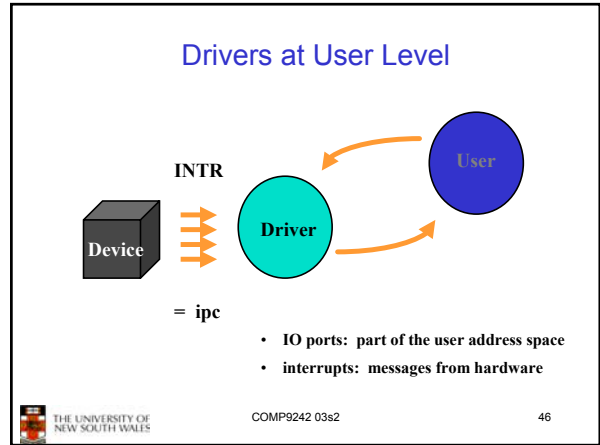 Drivers at User Level
INTR
User
Driver
Device
= ipc
• IO ports: part of the user address space
• interrupts: messages from hardware
THE UNIVERSITY OF
NEW SOUTH WALES
COMP9242 03s2
46